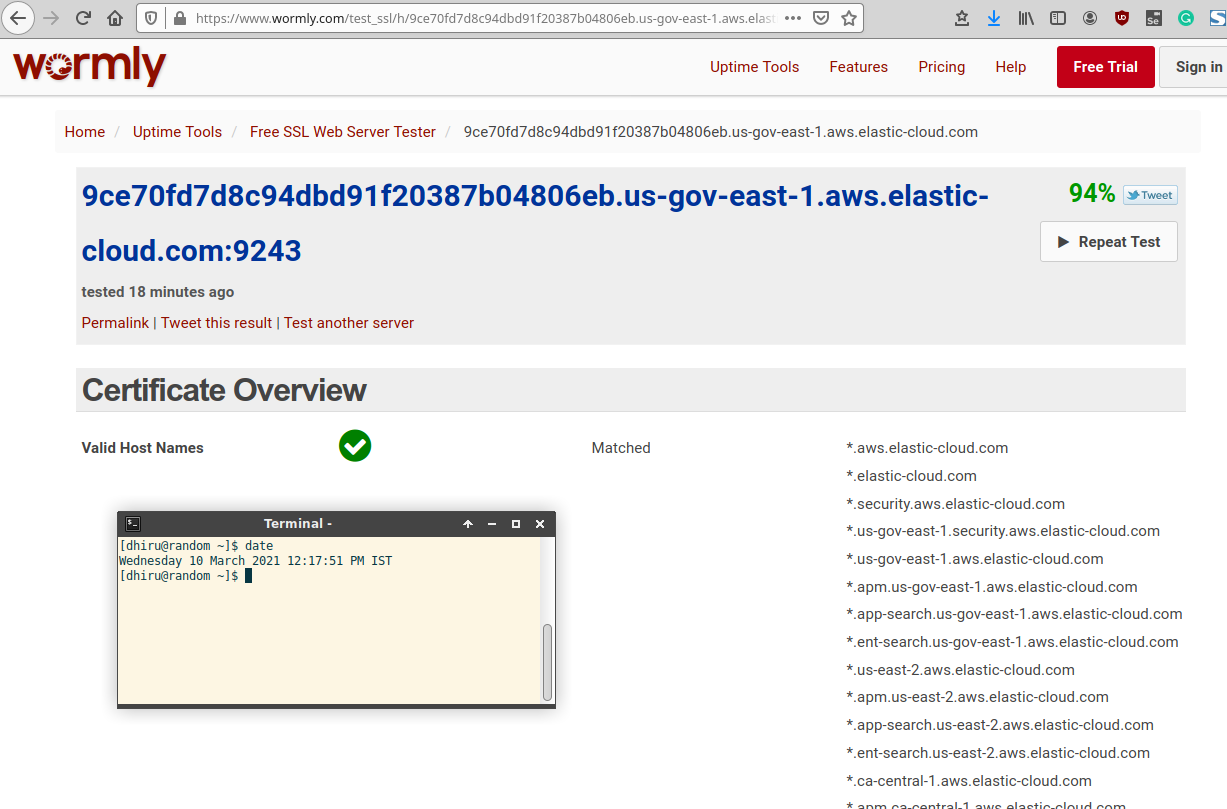 https://www.wormly.com/test_ssl/h/9ce70fd7d8c94dbd91f20387b04806eb.us-gov-east-1.aws.elast
wormly
Uptime Tools Features Pricing Help Free Trial Sign in
Home / Uptime Tools / Free SSL Web Server Tester / 9ce70fd7d8c94dbd91f20387b04806eb.us-gov-east-1.aws.elastic-cloud.com
9ce70fd7d8c94dbd91f20387b04806eb.us-gov-east-1.aws.elastic-
cloud.com:9243
94% Tweet
Repeat Test
tested 18 minutes ago
Permalink | Tweet this result | Test another server
Certificate Overview
Valid Host Names Matched *.aws.elastic-cloud.com
*.elastic-cloud.com
*.security.aws.elastic-cloud.com
*.us-gov-east-1.security.aws.elastic-cloud.com
*.us-gov-east-1.aws.elastic-cloud.com
*.apm.us-gov-east-1.aws.elastic-cloud.com
*.app-search.us-gov-east-1.aws.elastic-cloud.com
*.ent-search.us-gov-east-1.aws.elastic-cloud.com
*.us-east-2.aws.elastic-cloud.com
*.apm.us-east-2.aws.elastic-cloud.com
*.app-search.us-east-2.aws.elastic-cloud.com
*.ent-search.us-east-2.aws.elastic-cloud.com
*.ca-central-1.aws.elastic-cloud.com
*.apm.ca-central-1.aws.elastic-cloud.com
Terminal -
[dhiru@random ~]$ date
Wednesday 10 March 2021 12:17:51 PM IST
[dhiru@random ~]$